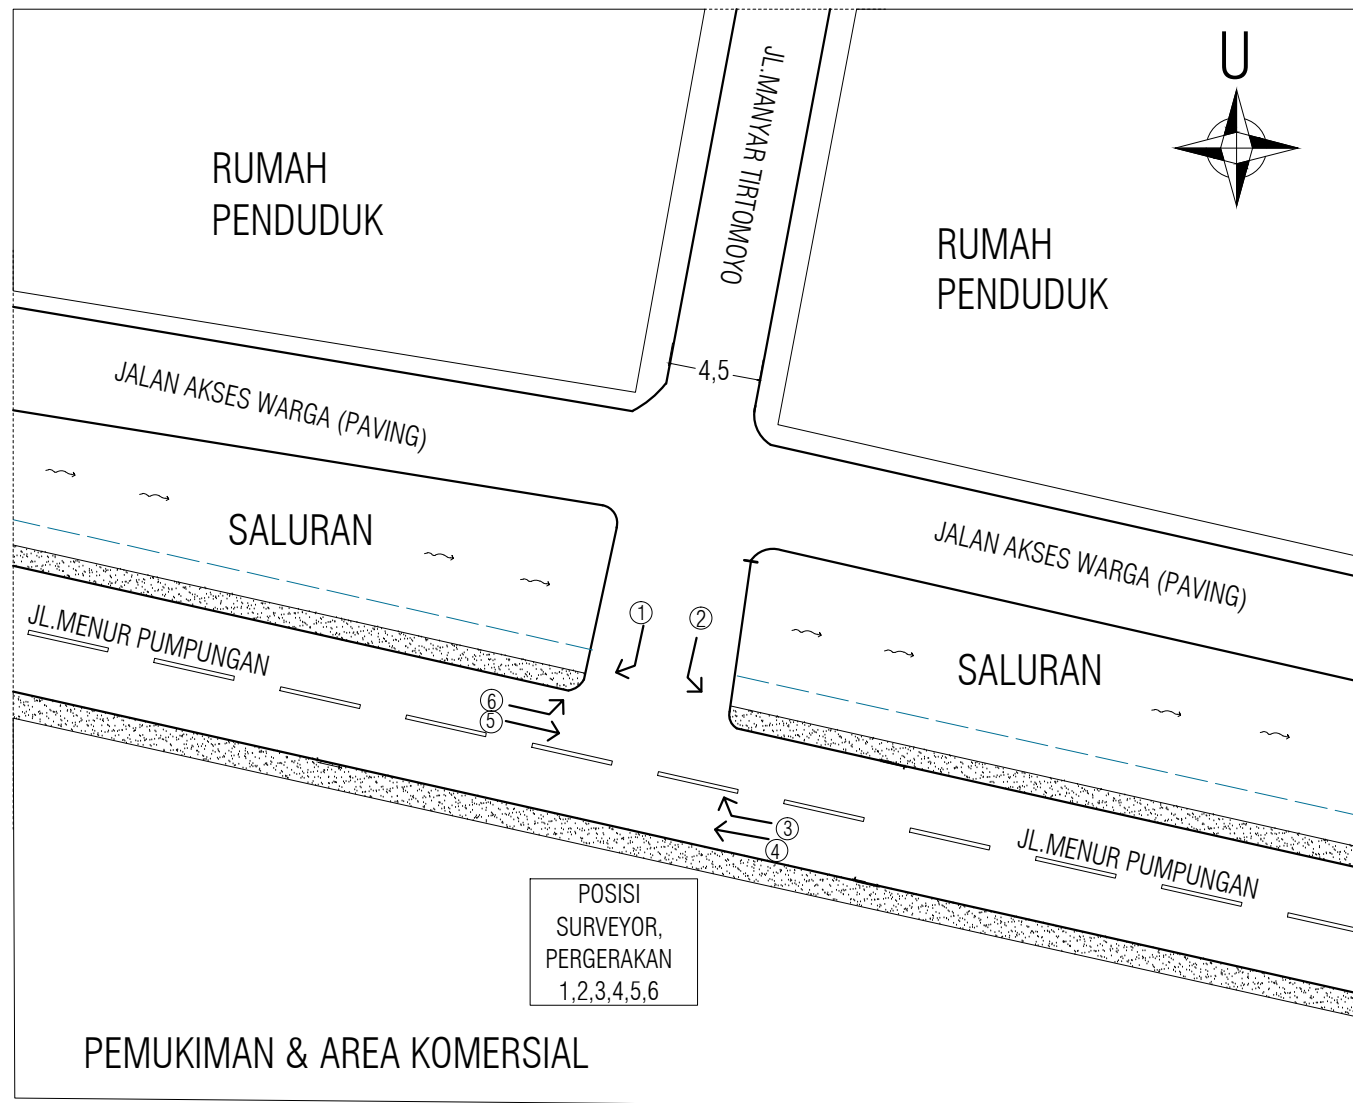 U
JL.MANYAR TIRTOMOYO
RUMAH
PENDUDUK
RUMAH
PENDUDUK
4,5
JALAN AKSES WARGA (PAVING)
SALURAN
JALAN AKSES WARGA (PAVING)
JL.MENUR PUMPUNGAN
1
2
SALURAN
6
5
3
4
JL.MENUR PUMPUNGAN
POSISI
SURVEYOR,
PERGERAKAN
1,2,3,4,5,6
PEMUKIMAN & AREA KOMERSIAL